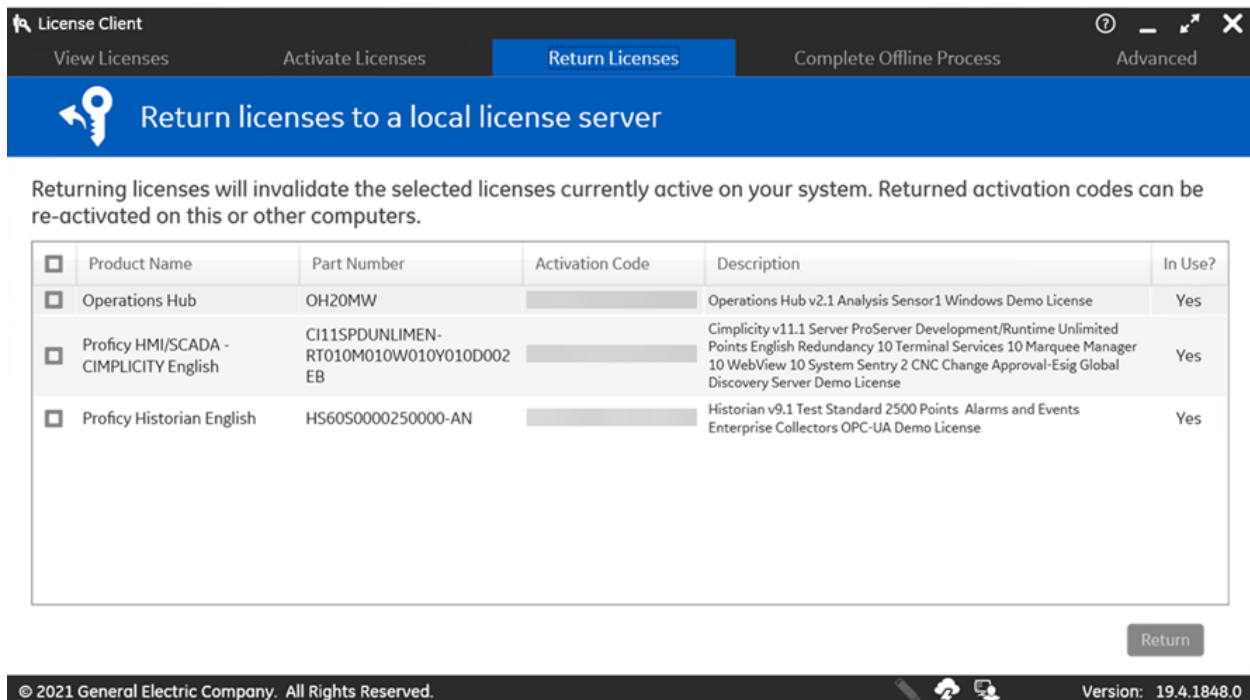 License Client
View Licenses Activate Licenses Return Licenses Complete Offline Process Advanced
Return licenses to a local license server
Returning licenses will invalidate the selected licenses currently active on your system. Returned activation codes can be
re-activated on this or other computers.
Product Name Part Number Activation Code Description In Use?
Operations Hub OH20MW Operations Hub v2.1 Analysis Sensor1 Windows Demo License Yes
Proficy HMI/SCADA -
CIMPLICITY English
CI11SPDUNLIMEN-
RT010M010W010Y010D002
EB
Cimplicity v11.1 Server ProServer Development/Runtime Unlimited
Points English Redundancy 10 Terminal Services 10 Marquee Manager
10 WebView 10 System Sentry 2 CNC Change Approval-Esig Global
Discovery Server Demo License
Yes
Proficy Historian English HS60S0000250000-AN
Historian v9.1 Test Standard 2500 Points Alarms and Events
Enterprise Collectors OPC-UA Demo License
Yes
Return
© 2021 General Electric Company. All Rights Reserved. Version: 19.4.1848.0